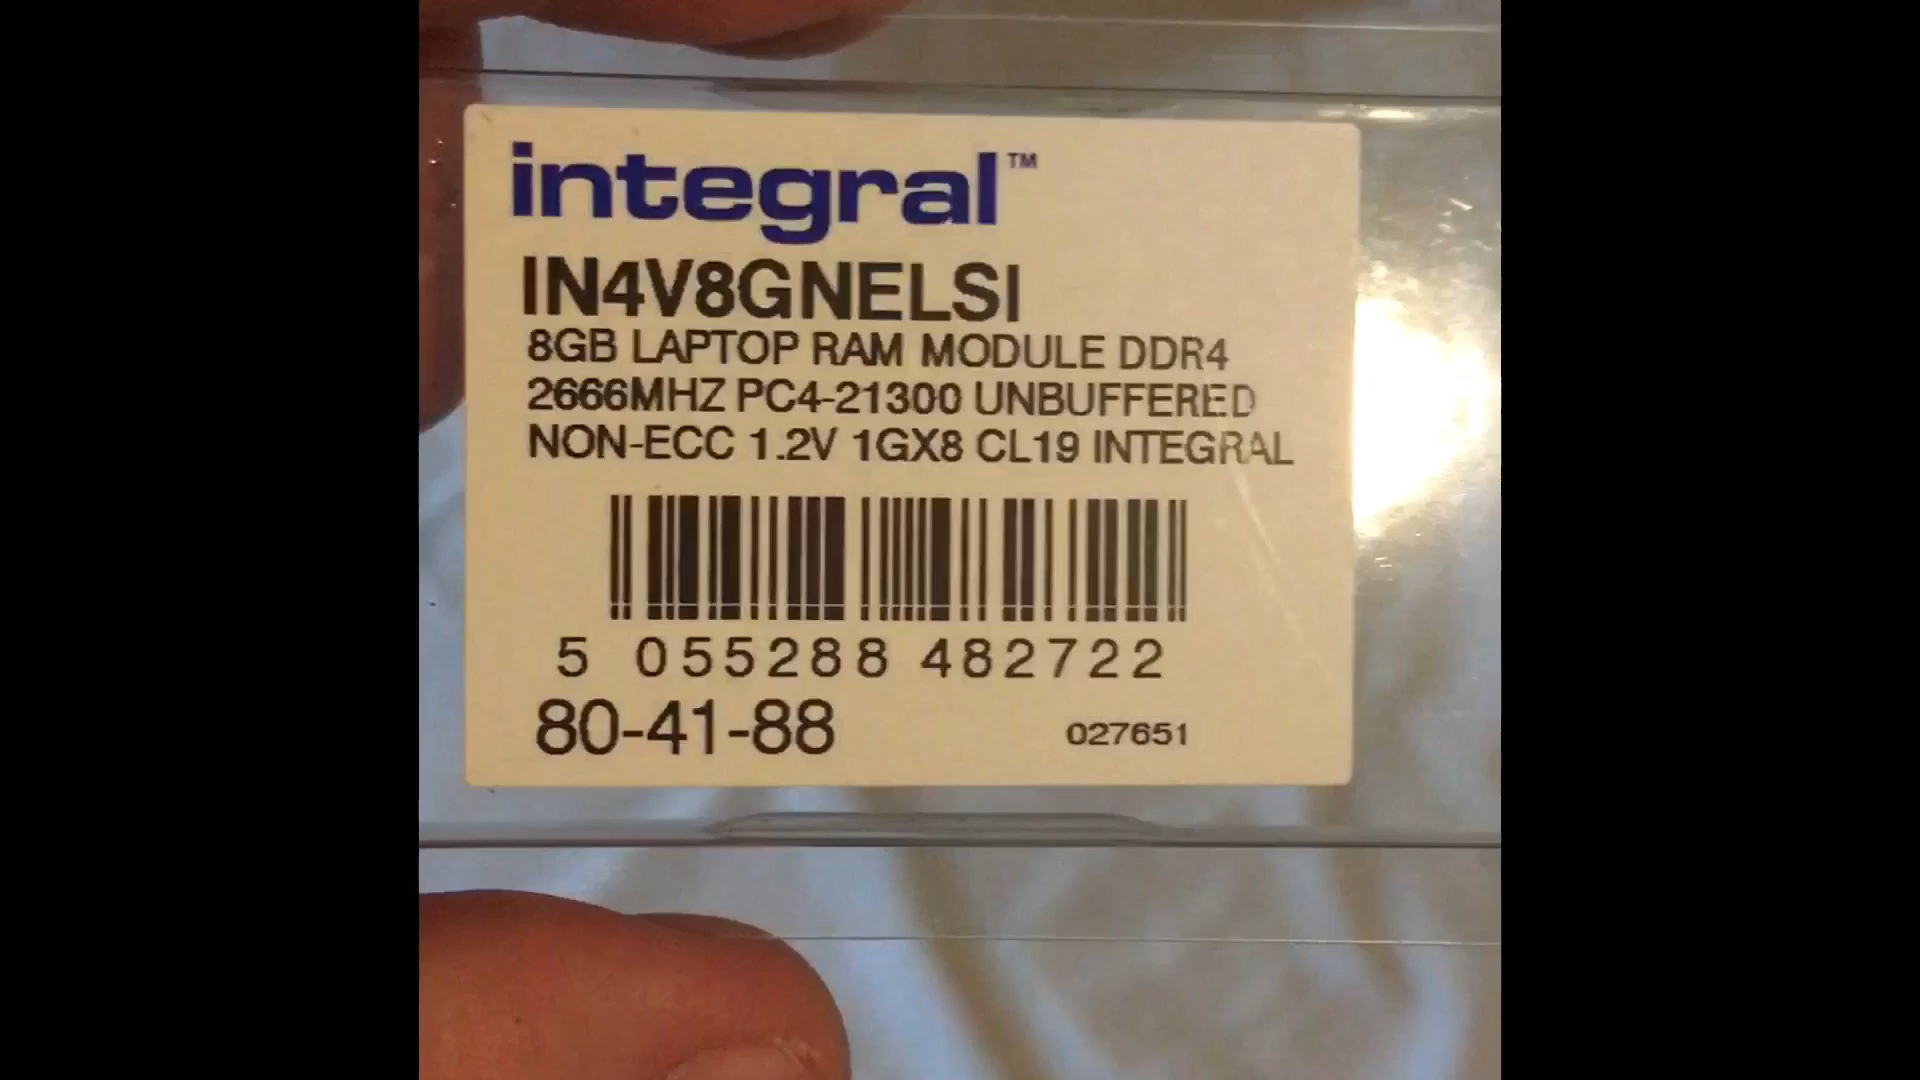 integral™
IN4V8GNELSI
8GB LAPTOP RAM MODULE DDR4
2666MHZ PC4-21300 UNBUFFERED
NON-ECC 1.2V 1GX8 CL19 INTEGRAL
5 055288 482722
80-41-88 027651